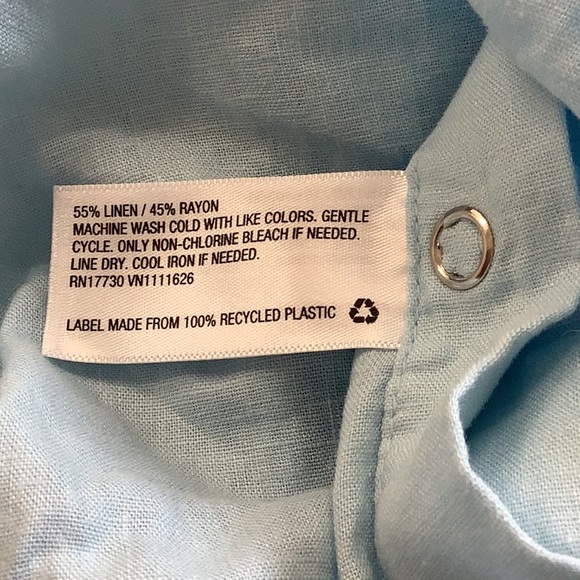 55% LINEN / 45% RAYON
MACHINE WASH COLD WITH LIKE COLORS. GENTLE
CYCLE. ONLY NON-CHLORINE BLEACH IF NEEDED.
LINE DRY. COOL IRON IF NEEDED.
RN17730 VN1111626
LABEL MADE FROM 100% RECYCLED PLASTIC